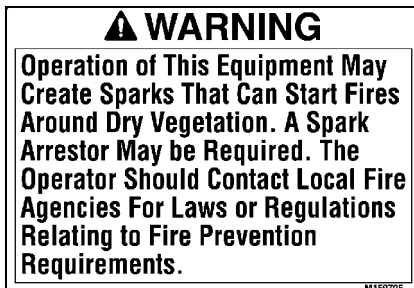 WARNING
Operation of This Equipment May
Create Sparks That Can Start Fires
Around Dry Vegetation. A Spark
Arrestor May be Required. The
Operator Should Contact Local Fire
Agencies For Laws or Regulations
Relating to Fire Prevention
Requirements.